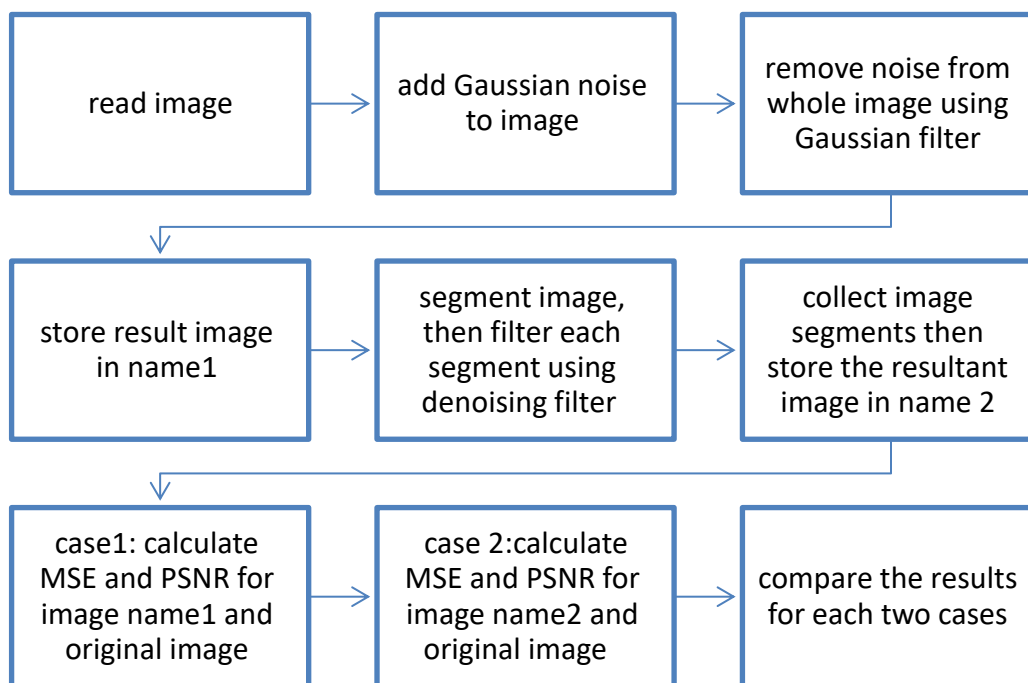 read image
add Gaussian noise
to image
remove noise from
whole image using
Gaussian filter
store result image
in name1
segment image,
then filter each
segment using
denoising filter
collect image
segments then
store the resultant
image in name 2
case1: calculate
MSE and PSNR for
image name1 and
original image
case 2:calculate
MSE and PSNR for
image name2 and
original image
compare the results
for each two cases